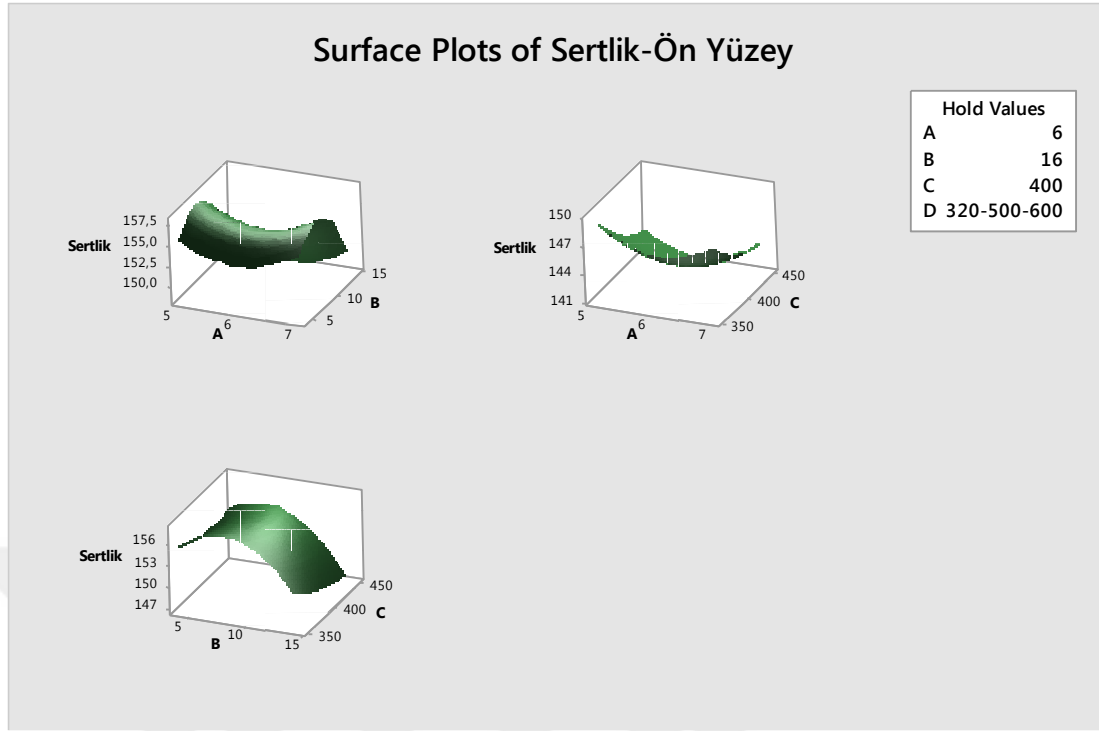 Surface Plots of Sertlik-Ön Yüzey
Hold Values
A 6
B 16
C 400
D 320-500-600
157,5
155,0
152,5
150,0
Sertlik
5
6
7
A
5
10
15
B
150
147
144
141
Sertlik
5
6
7
A
350
400
450
C
156
153
150
147
Sertlik
5
10
15
B
350
400
450
C